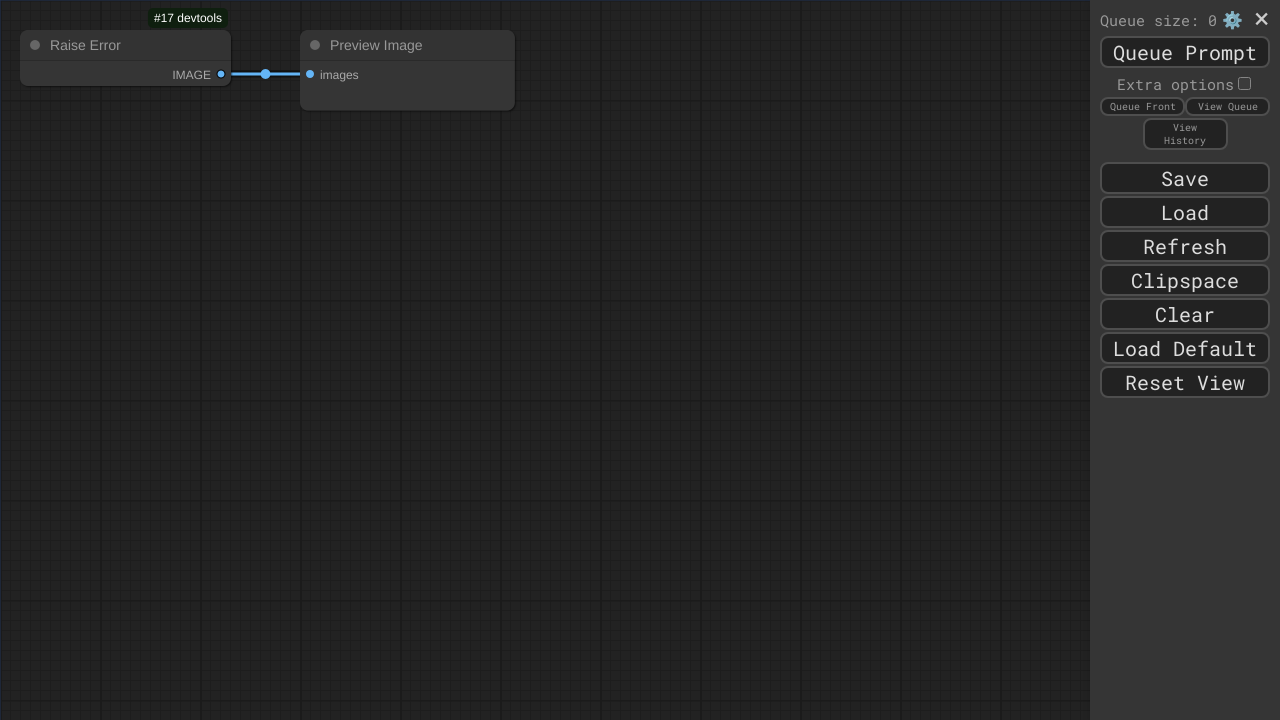 #17 devtools
Raise Error
IMAGE
Preview Image
images
Queue size: 0
Queue Prompt
Extra options
Queue Front
View Queue
View
History
Save
Load
Refresh
Clipspace
Clear
Load Default
Reset View